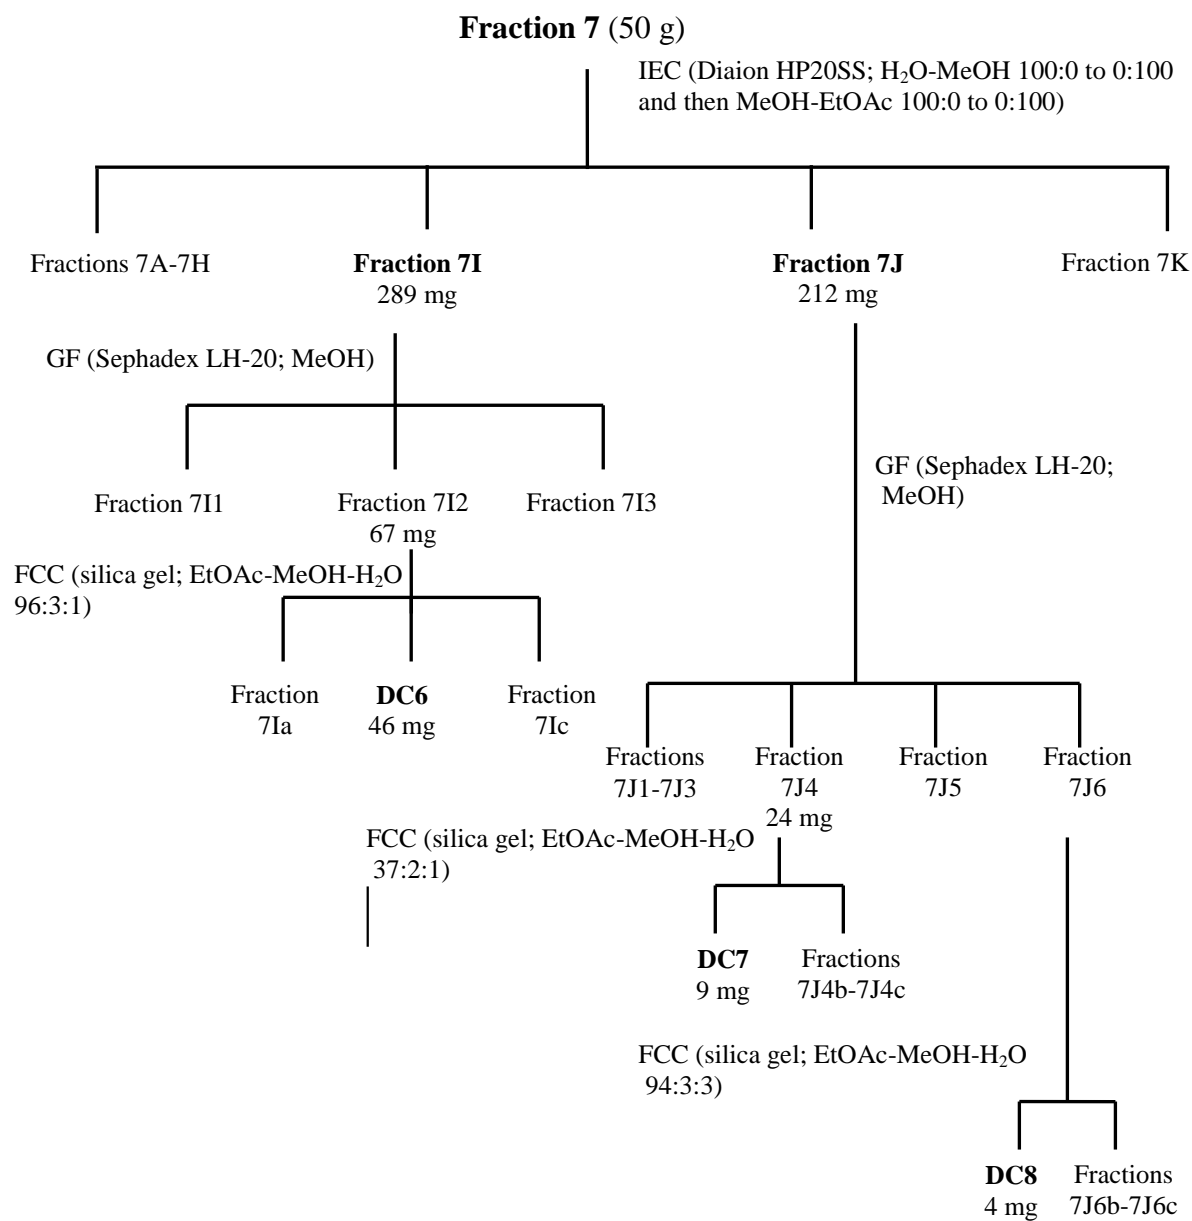 Fraction 7 (50 g)
IEC (Diaion HP20SS; H₂O-MeOH 100:0 to 0:100
and then MeOH-EtOAc 100:0 to 0:100)
Fractions 7A-7H
Fraction 7I
289 mg
Fraction 7J
212 mg
Fraction 7K
GF (Sephadex LH-20; MeOH)
GF (Sephadex LH-20;
MeOH)
Fraction 7I1
Fraction 7I2
67 mg
Fraction 7I3
FCC (silica gel; EtOAc-MeOH-H₂O
96:3:1)
Fraction
7Ia
DC6
46 mg
Fraction
7Ic
Fractions
7J1-7J3
Fraction
7J4
24 mg
Fraction
7J5
Fraction
7J6
FCC (silica gel; EtOAc-MeOH-H₂O
37:2:1)
DC7
9 mg
Fractions
7J4b-7J4c
FCC (silica gel; EtOAc-MeOH-H₂O
94:3:3)
DC8
4 mg
Fractions
7J6b-7J6c